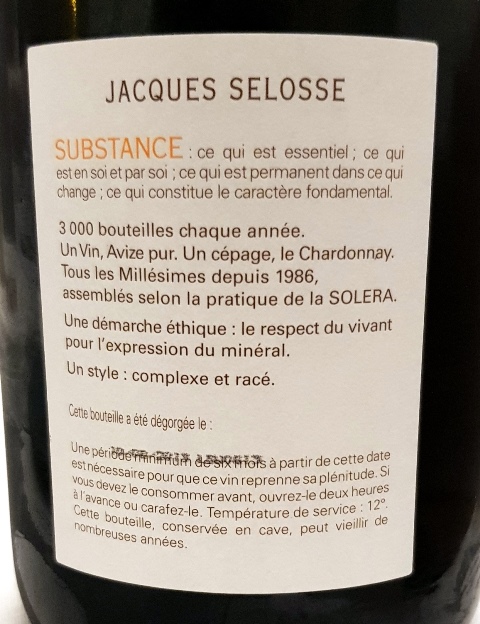 JACQUES SELOSSE
SUBSTANCE : ce qui est essentiel ; ce qui
est en soi et par soi ; ce qui est permanent dans ce qui
change ; ce qui constitue le caractère fondamental.
3 000 bouteilles chaque année.
Un Vin, Avize pur. Un cépage, le Chardonnay.
Tous les Millésimes depuis 1986,
assemblés selon la pratique de la SOLERA.
Une démarche éthique : le respect du vivant
pour l'expression du minéral.
Un style : complexe et racé.
Cette bouteille a été dégorgée le :
Une période minimum de six mois à partir de cette date
est nécessaire pour que ce vin reprenne sa plénitude. Si
vous devez le consommer avant, ouvrez-le deux heures
à l'avance ou carafez-le. Température de service : 12°.
Cette bouteille, conservée en cave, peut vieillir de
nombreuses années.